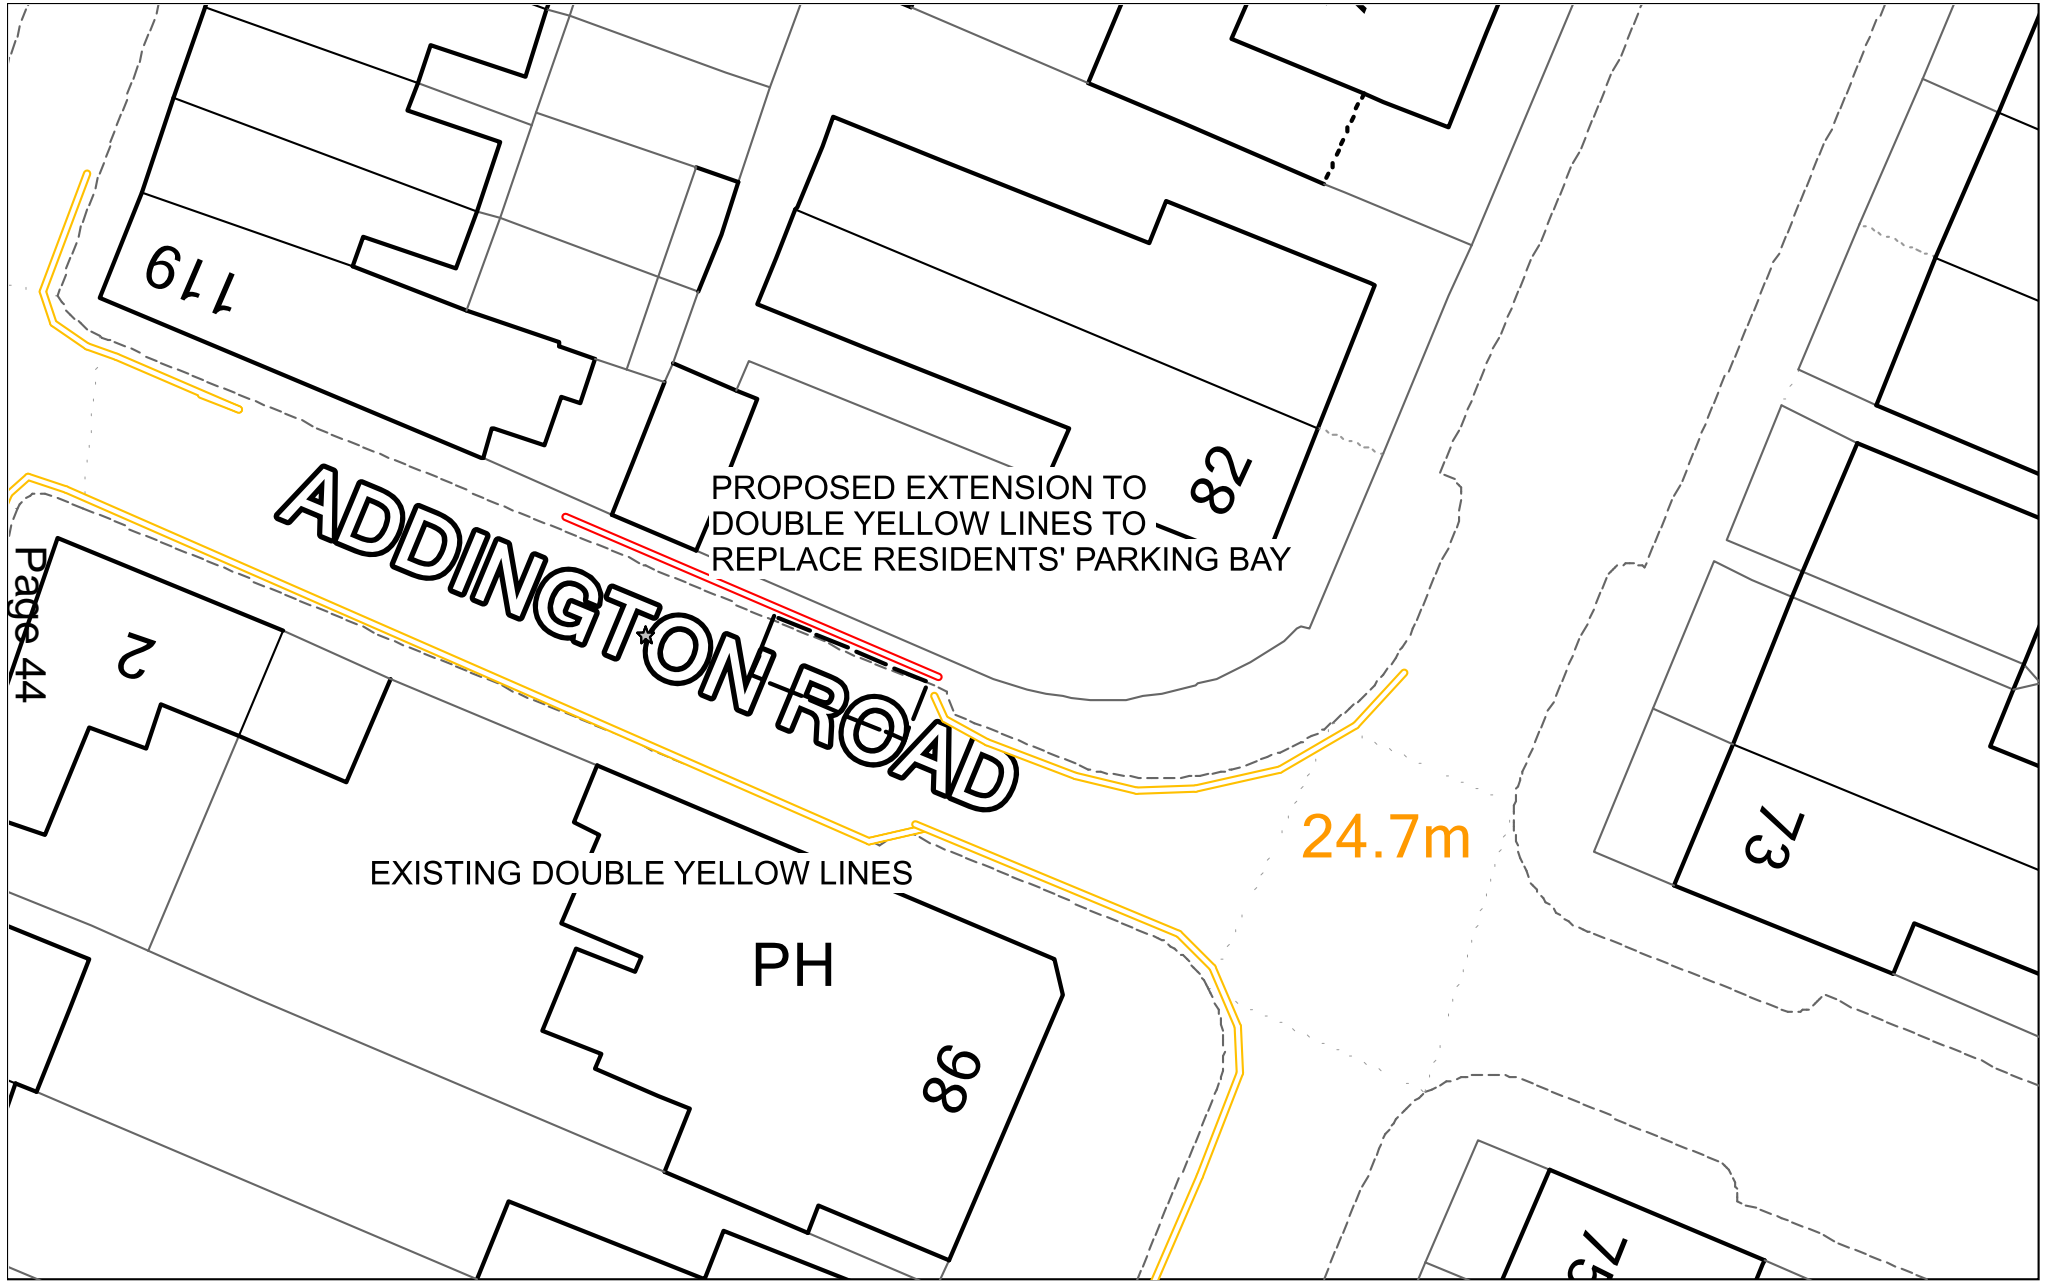 119
82
PROPOSED EXTENSION TO
DOUBLE YELLOW LINES TO
REPLACE RESIDENTS' PARKING BAY
ADDINGTON ROAD
Page 44
2
24.7m
73
EXISTING DOUBLE YELLOW LINES
PH
86
75